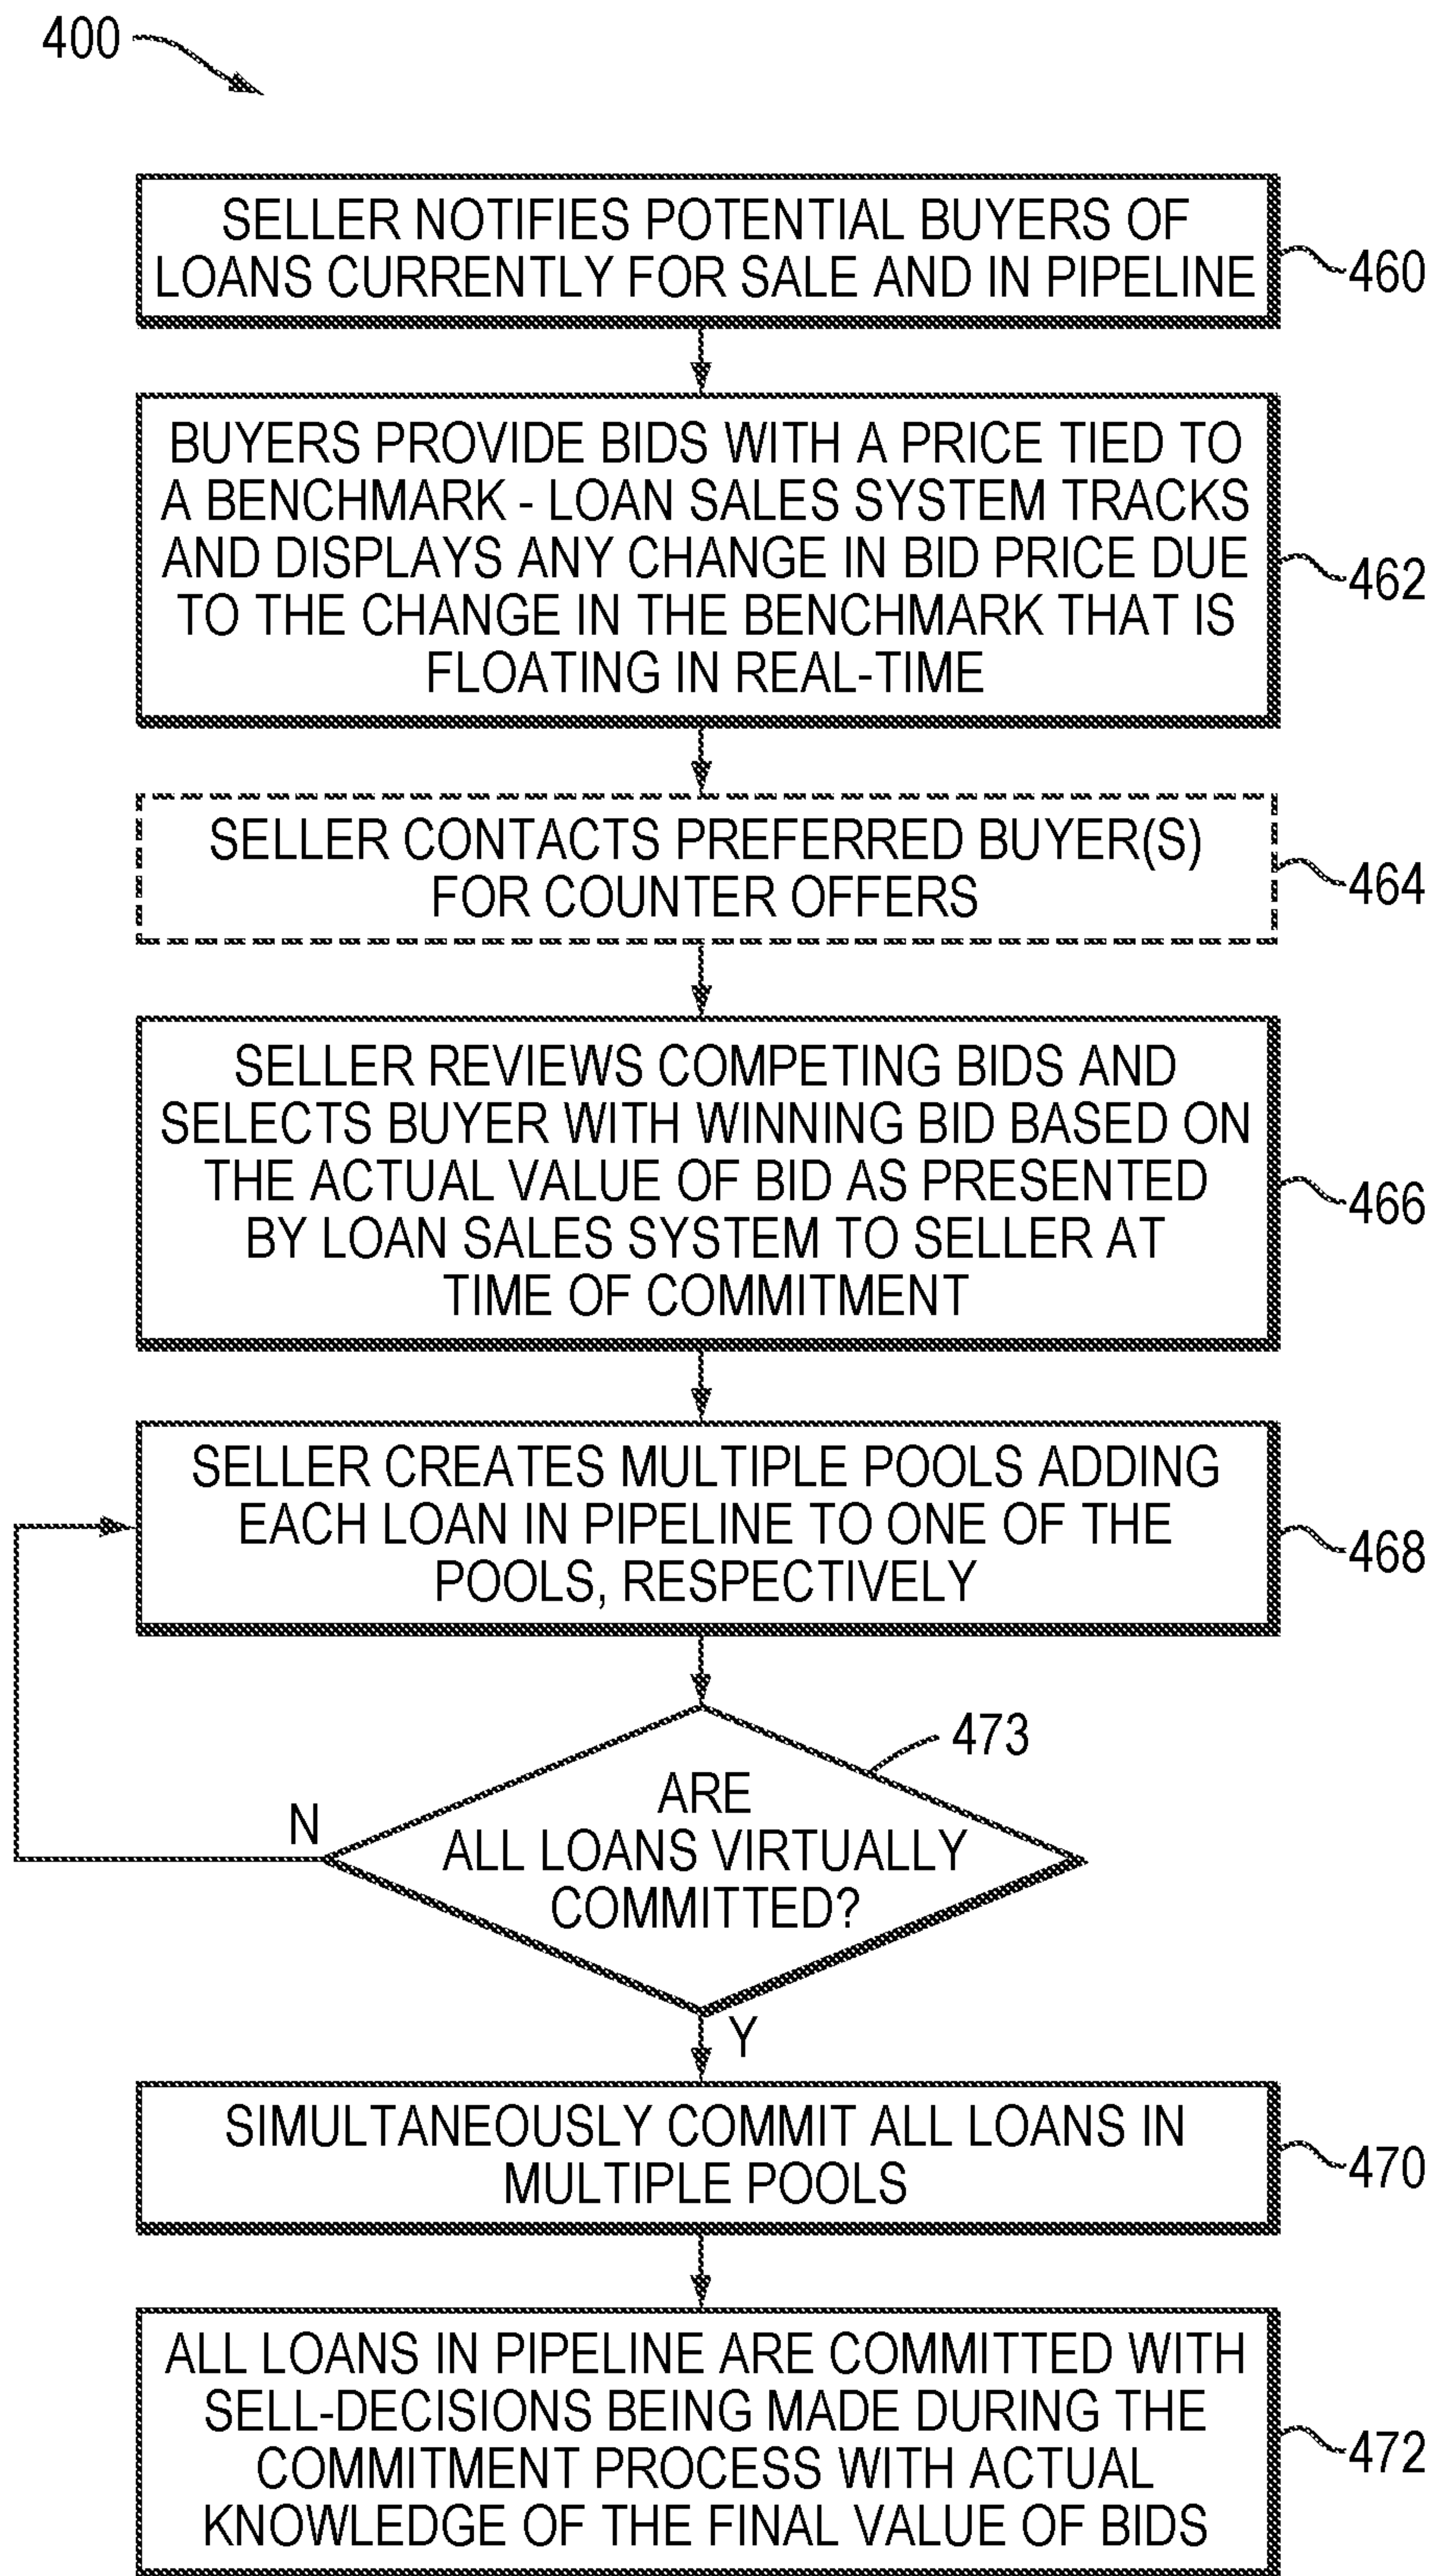 400
SELLER NOTIFIES POTENTIAL BUYERS OF
LOANS CURRENTLY FOR SALE AND IN PIPELINE
460
BUYERS PROVIDE BIDS WITH A PRICE TIED TO
A BENCHMARK - LOAN SALES SYSTEM TRACKS
AND DISPLAYS ANY CHANGE IN BID PRICE DUE
TO THE CHANGE IN THE BENCHMARK THAT IS
FLOATING IN REAL-TIME
462
SELLER CONTACTS PREFERRED BUYER(S)
FOR COUNTER OFFERS
464
SELLER REVIEWS COMPETING BIDS AND
SELECTS BUYER WITH WINNING BID BASED ON
THE ACTUAL VALUE OF BID AS PRESENTED
BY LOAN SALES SYSTEM TO SELLER AT
TIME OF COMMITMENT
466
SELLER CREATES MULTIPLE POOLS ADDING
EACH LOAN IN PIPELINE TO ONE OF THE
POOLS, RESPECTIVELY
468
473
ARE
ALL LOANS VIRTUALLY
COMMITTED?
N
Y
SIMULTANEOUSLY COMMIT ALL LOANS IN
MULTIPLE POOLS
470
ALL LOANS IN PIPELINE ARE COMMITTED WITH
SELL-DECISIONS BEING MADE DURING THE
COMMITMENT PROCESS WITH ACTUAL
KNOWLEDGE OF THE FINAL VALUE OF BIDS
472